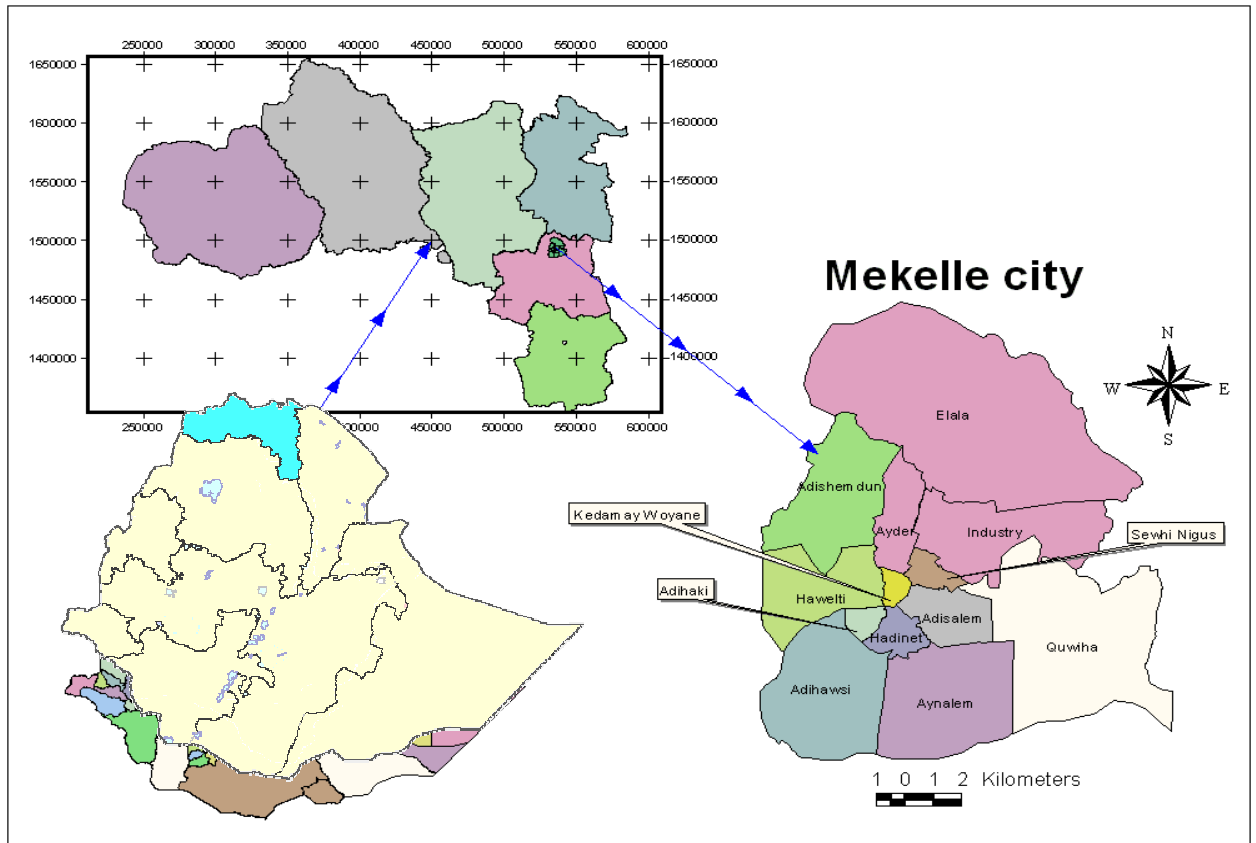 250000 300000 350000 400000 450000 500000 550000 600000
1650000 1650000
1600000 1600000
1550000 1550000
1500000 1500000
1450000 1450000
1400000 1400000
250000 400000 450000 500000 550000 600000
Mekelle city
N
W E
S
Elala
Adishem dun
Kedamay Woyane
Ayder
Industry
Sewhi Nigus
Adihaki
Hawelti
Adisalem
Hadinet
Quwiha
Adihawsi
Aynalem
1 0 1 2 Kilometers